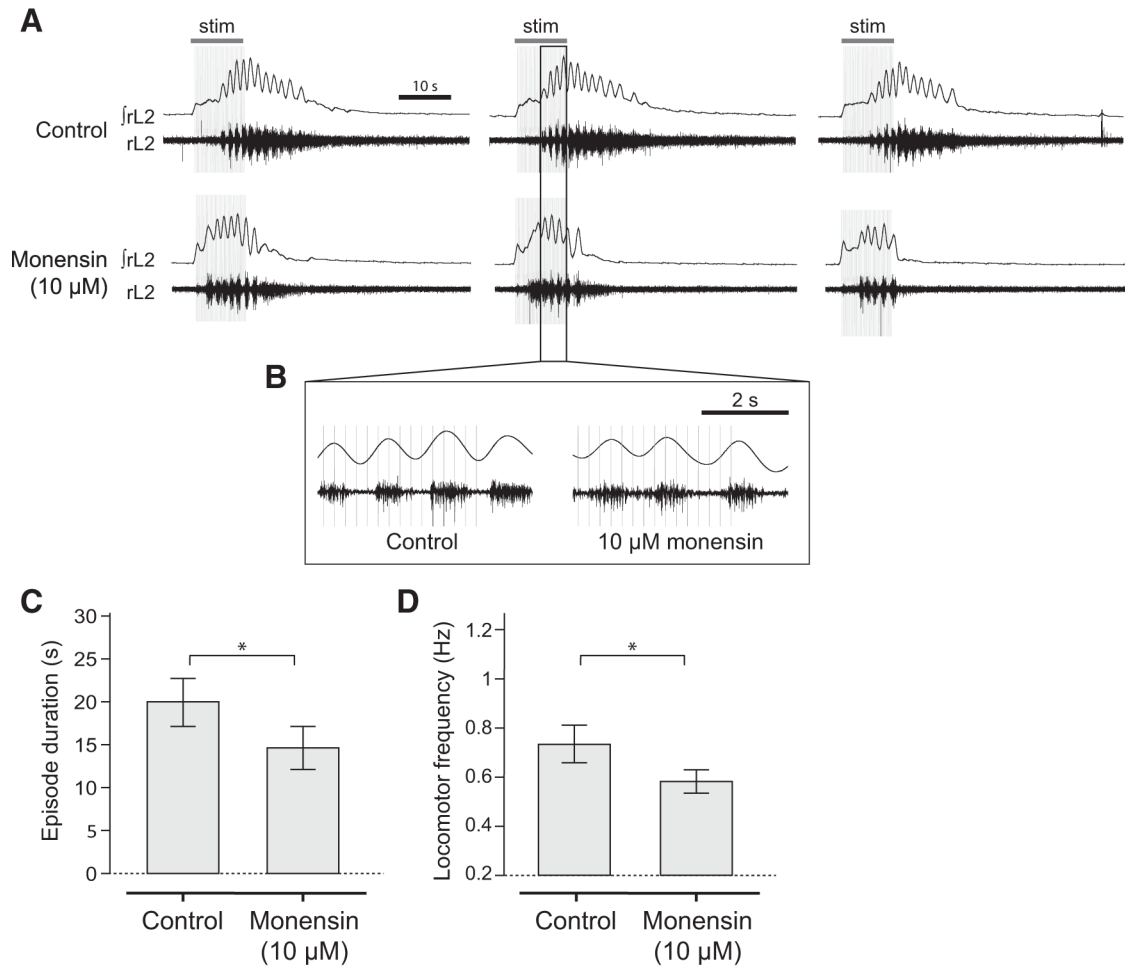 A
stim
stim
stim
10 s
Control
∫rL2
rL2
Monensin
(10 µM)
∫rL2
rL2
B
2 s
Control
10 µM monensin
C
Episode duration (s)
30
25
20
15
10
5
0
*
Control
Monensin
(10 µM)
D
Locomotor frequency (Hz)
1.2
1
0.8
0.6
0.4
0.2
*
Control
Monensin
(10 µM)